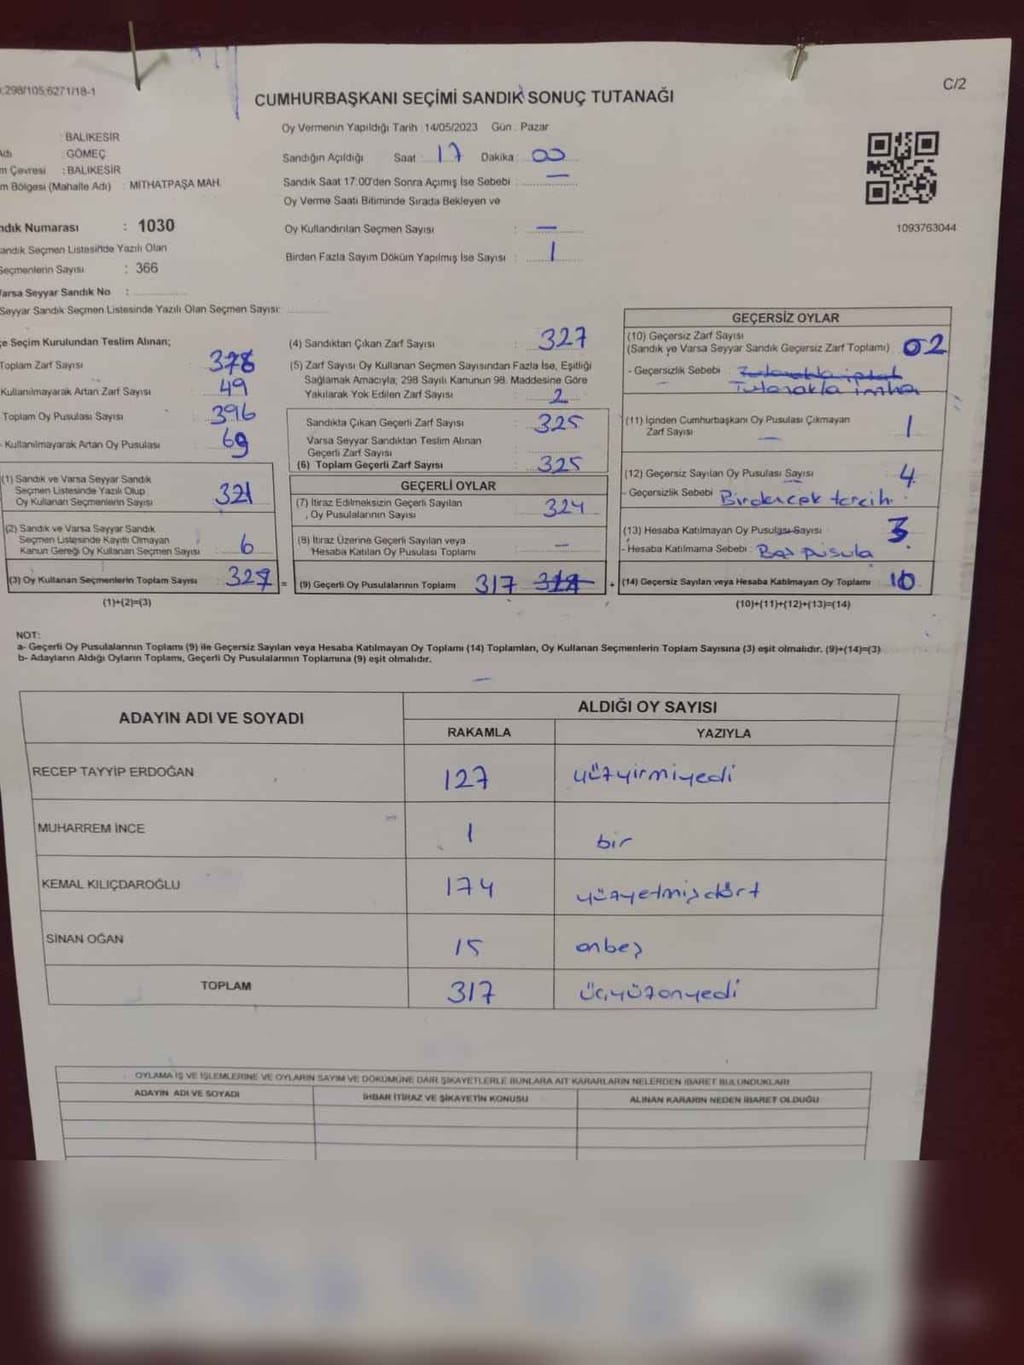 298/105;6271/18-1
C/2
CUMHURBAŞKANI SEÇİMİ SANDIK SONUÇ TUTANAĞI
: BALIKESİR
: GÖMEÇ
m Çevresi : BALIKESİR
m Bölgesi (Mahalle Adı) : MİTHATPAŞA MAH.
ndık Numarası : 1030
andık Seçmen Listesinde Yazılı Olan
Seçmenlerin Sayısı : 366
Varsa Seyyar Sandık No :
Seyyar Sandık Seçmen Listesinde Yazılı Olan Seçmen Sayısı:
Oy Vermenin Yapıldığı Tarih : 14/05/2023 Gün : Pazar
Sandığın Açıldığı Saat : 17 Dakika : 00
Sandık Saat 17:00'den Sonra Açımış İse Sebebi : —
Oy Verme Saati Bitiminde Sırada Bekleyen ve
Oy Kullandırılan Seçmen Sayısı : —
Birden Fazla Sayım Döküm Yapılmış İse Sayısı : 1
1093763044
çe Seçim Kurulundan Teslim Alınan;
Toplam Zarf Sayısı 378
Kullanılmayarak Artan Zarf Sayısı 49
Toplam Oy Pusulası Sayısı 396
- Kullanılmayarak Artan Oy Pusulası 69
(1) Sandık ve Varsa Seyyar Sandık
Seçmen Listesinde Yazılı Olup
Oy Kullanan Seçmenlerin Sayısı 321
(2) Sandık ve Varsa Seyyar Sandık
Seçmen Listesinde Kayıtlı Olmayan
Kanun Gereği Oy Kullanan Seçmen Sayısı 6
(3) Oy Kullanan Seçmenlerin Toplam Sayısı 327 =
(1)+(2)=(3)
(4) Sandıktan Çıkan Zarf Sayısı : 327
(5) Zarf Sayısı Oy Kullanan Seçmen Sayısından Fazla İse, Eşitliği
Sağlamak Amacıyla; 298 Sayılı Kanunun 98. Maddesine Göre
Yakılarak Yok Edilen Zarf Sayısı : 2
Sandıkta Çıkan Geçerli Zarf Sayısı : 325
Varsa Seyyar Sandıktan Teslim Alınan
Geçerli Zarf Sayısı :
(6) Toplam Geçerli Zarf Sayısı : 325
GEÇERLİ OYLAR
(7) İtiraz Edilmeksizin Geçerli Sayılan
Oy Pusulalarının Sayısı : 324
(8) İtiraz Üzerine Geçerli Sayılan veya
Hesaba Katılan Oy Pusulası Toplamı : —
(9) Geçerli Oy Pusulalarının Toplamı 317 +
GEÇERSİZ OYLAR
(10) Geçersiz Zarf Sayısı
(Sandık ve Varsa Seyyar Sandık Geçersiz Zarf Toplamı) : 02
- Geçersizlik Sebebi : Tutanakla iptal
Tutanakla imha
(11) İçinden Cumhurbaşkanı Oy Pusulası Çıkmayan
Zarf Sayısı 1
(12) Geçersiz Sayılan Oy Pusulası Sayısı 4
- Geçersizlik Sebebi : Birdençok tercih
(13) Hesaba Katılmayan Oy Pusulası Sayısı 3
- Hesaba Katılmama Sebebi : Boş pusula
(14) Geçersiz Sayılan veya Hesaba Katılmayan Oy Toplamı : 10
(10)+(11)+(12)+(13)=(14)
NOT:
a- Geçerli Oy Pusulalarının Toplamı (9) ile Geçersiz Sayılan veya Hesaba Katılmayan Oy Toplamı (14) Toplamları, Oy Kullanan Seçmenlerin Toplam Sayısına (3) eşit olmalıdır. (9)+(14)=(3)
b- Adayların Aldığı Oyların Toplamı, Geçerli Oy Pusulalarının Toplamına (9) eşit olmalıdır.
ADAYIN ADI VE SOYADI ALDIĞI OY SAYISI
RAKAMLA YAZIYLA
RECEP TAYYİP ERDOĞAN 127 yüzyirmiyedi
MUHARREM İNCE 1 bir
KEMAL KILIÇDAROĞLU 174 yüzyetmişdört
SİNAN OĞAN 15 onbeş
TOPLAM 317 üçyüzonyedi
OYLAMA İŞ VE İŞLEMLERİNE VE OYLARIN SAYIM VE DÖKÜMÜNE DAİR ŞİKAYETLERLE BUNLARA AİT KARARLARIN NELERDEN İBARET BULUNDUKLARI
ADAYIN ADI VE SOYADI İHBAR İTİRAZ VE ŞİKAYETİN KONUSU ALINAN KARARIN NEDEN İBARET OLDUĞU